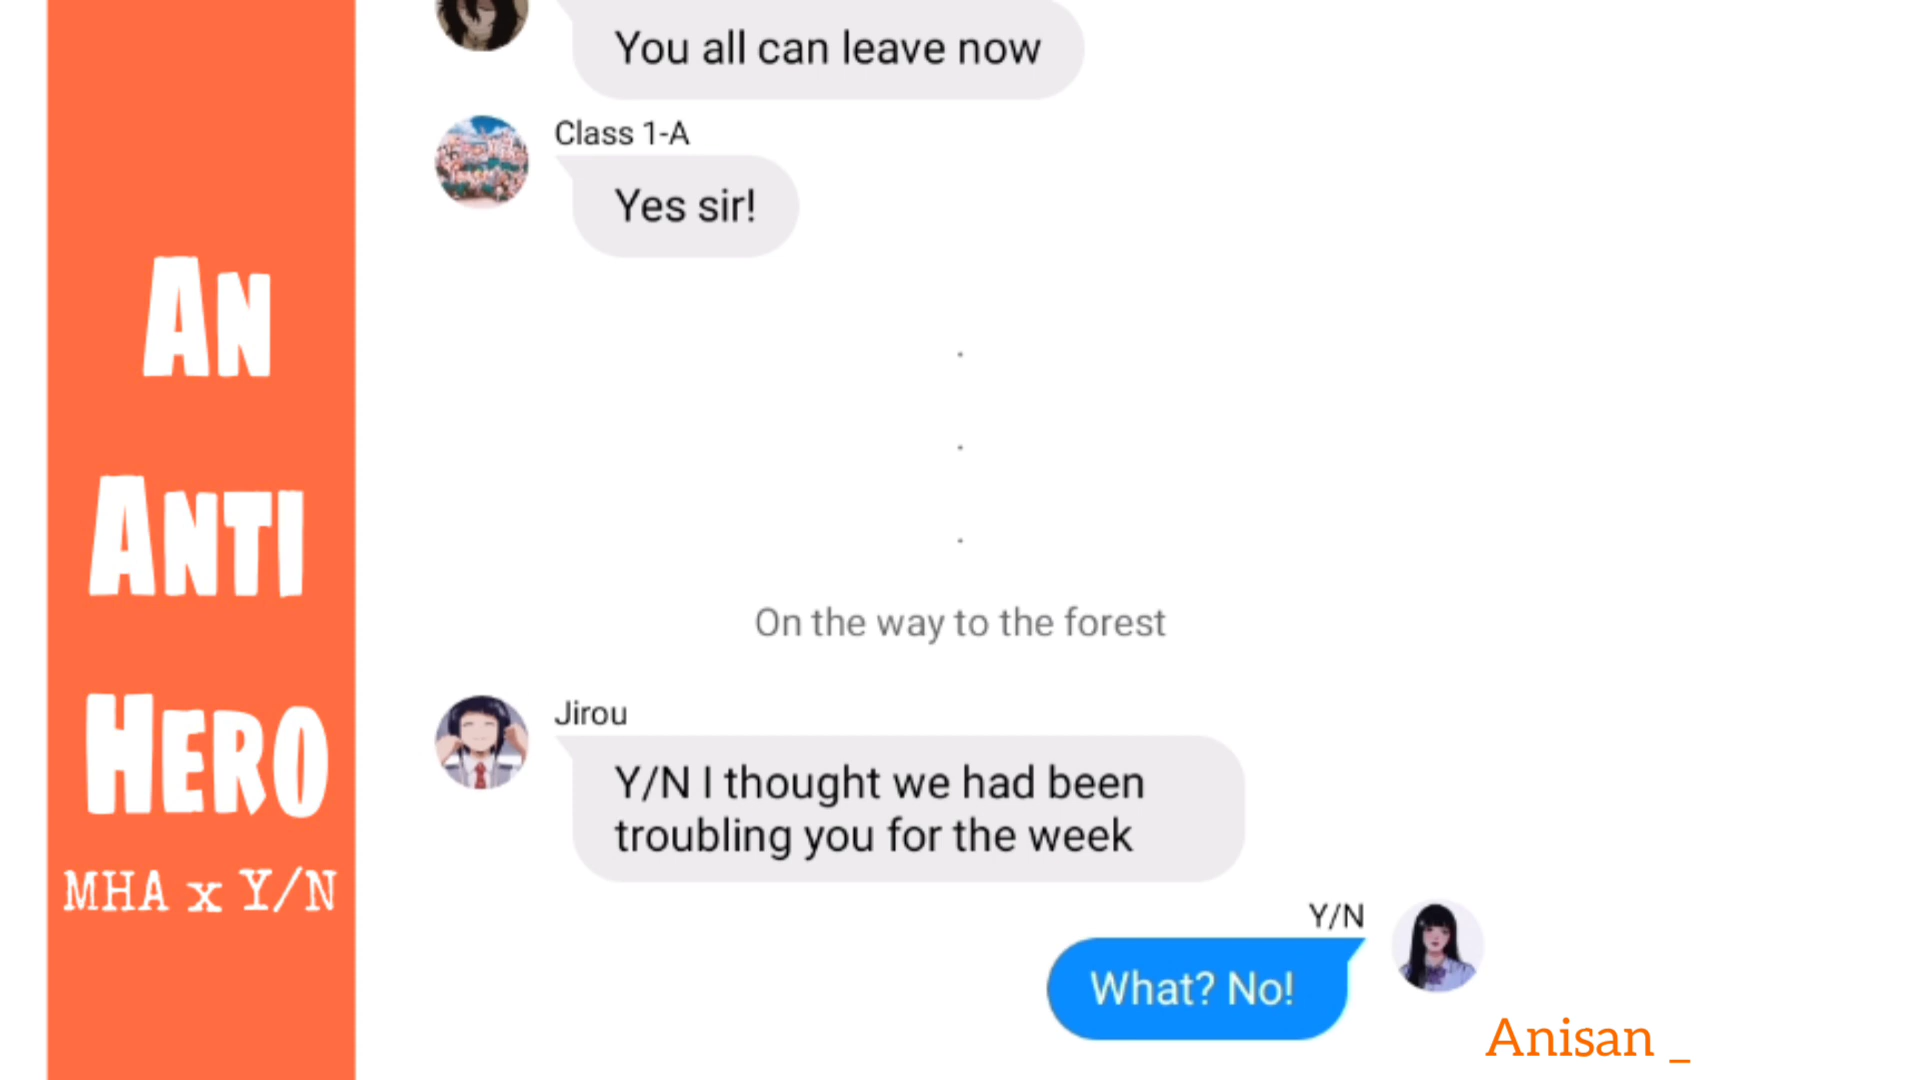 An
Anti
Hero
MHA x Y/N
You all can leave now
Class 1-A
Yes sir!
.
.
.
On the way to the forest
Jirou
Y/N I thought we had been
troubling you for the week
Y/N
What? No!
Anisan _